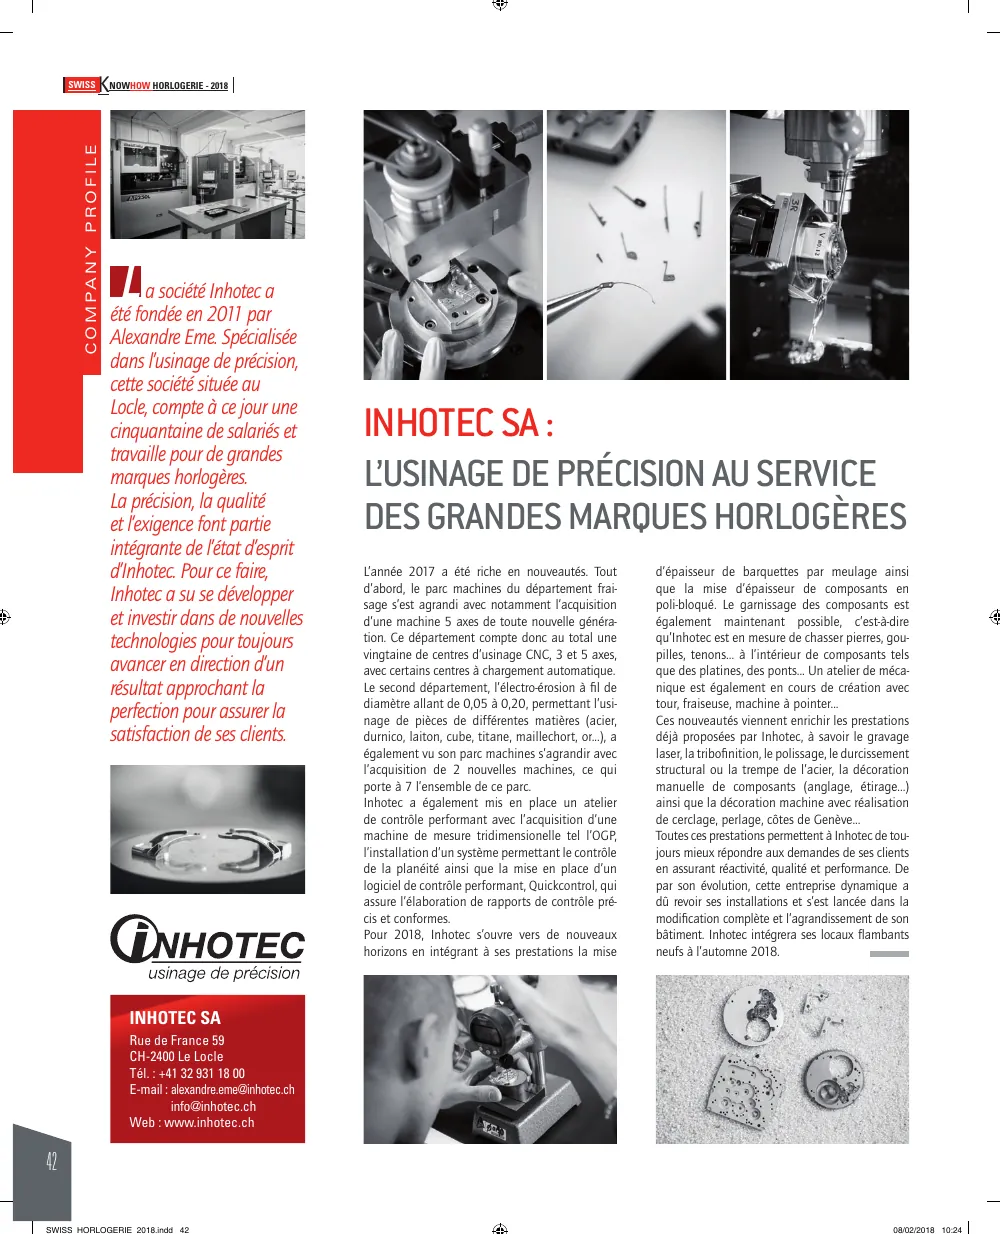 SWISS KNOWHOW HORLOGERIE - 2018
COMPANY PROFILE
La société Inhotec a
été fondée en 2011 par
Alexandre Eme. Spécialisée
dans l'usinage de précision,
cette société située au
Locle, compte à ce jour une
cinquantaine de salariés et
travaille pour de grandes
marques horlogères.
La précision, la qualité
et l'exigence font partie
intégrante de l'état d'esprit
d'Inhotec. Pour ce faire,
Inhotec a su se développer
et investir dans de nouvelles
technologies pour toujours
avancer en direction d'un
résultat approchant la
perfection pour assurer la
satisfaction de ses clients.
INHOTEC
usinage de précision
INHOTEC SA
Rue de France 59
CH-2400 Le Locle
Tél. : +41 32 931 18 00
E-mail : alexandre.eme@inhotec.ch
info@inhotec.ch
Web : www.inhotec.ch
3R
INHOTEC SA :
L'USINAGE DE PRÉCISION AU SERVICE
DES GRANDES MARQUES HORLOGÈRES
L'année 2017 a été riche en nouveautés. Tout
d'abord, le parc machines du département frai-
sage s'est agrandi avec notamment l'acquisition
d'une machine 5 axes de toute nouvelle généra-
tion. Ce département compte donc au total une
vingtaine de centres d'usinage CNC, 3 et 5 axes,
avec certains centres à chargement automatique.
Le second département, l'électro-érosion à fil de
diamètre allant de 0,05 à 0,20, permettant l'usi-
nage de pièces de différentes matières (acier,
durnico, laiton, cube, titane, maillechort, or...), a
également vu son parc machines s'agrandir avec
l'acquisition de 2 nouvelles machines, ce qui
porte à 7 l'ensemble de ce parc.
Inhotec a également mis en place un atelier
de contrôle performant avec l'acquisition d'une
machine de mesure tridimensionelle tel l'OGP,
l'installation d'un système permettant le contrôle
de la planéité ainsi que la mise en place d'un
logiciel de contrôle performant, Quickcontrol, qui
assure l'élaboration de rapports de contrôle pré-
cis et conformes.
Pour 2018, Inhotec s'ouvre vers de nouveaux
horizons en intégrant à ses prestations la mise
d'épaisseur de barquettes par meulage ainsi
que la mise d'épaisseur de composants en
poli-bloqué. Le garnissage des composants est
également maintenant possible, c'est-à-dire
qu'Inhotec est en mesure de chasser pierres, gou-
pilles, tenons... à l'intérieur de composants tels
que des platines, des ponts... Un atelier de méca-
nique est également en cours de création avec
tour, fraiseuse, machine à pointer...
Ces nouveautés viennent enrichir les prestations
déjà proposées par Inhotec, à savoir le gravage
laser, la tribofinition, le polissage, le durcissement
structural ou la trempe de l'acier, la décoration
manuelle de composants (anglage, étirage...)
ainsi que la décoration machine avec réalisation
de cerclage, perlage, côtes de Genève...
Toutes ces prestations permettent à Inhotec de tou-
jours mieux répondre aux demandes de ses clients
en assurant réactivité, qualité et performance. De
par son évolution, cette entreprise dynamique a
dû revoir ses installations et s'est lancée dans la
modification complète et l'agrandissement de son
bâtiment. Inhotec intégrera ses locaux flambants
neufs à l'automne 2018.
42
SWISS HORLOGERIE 2018.indd 42
08/02/2018 10:24